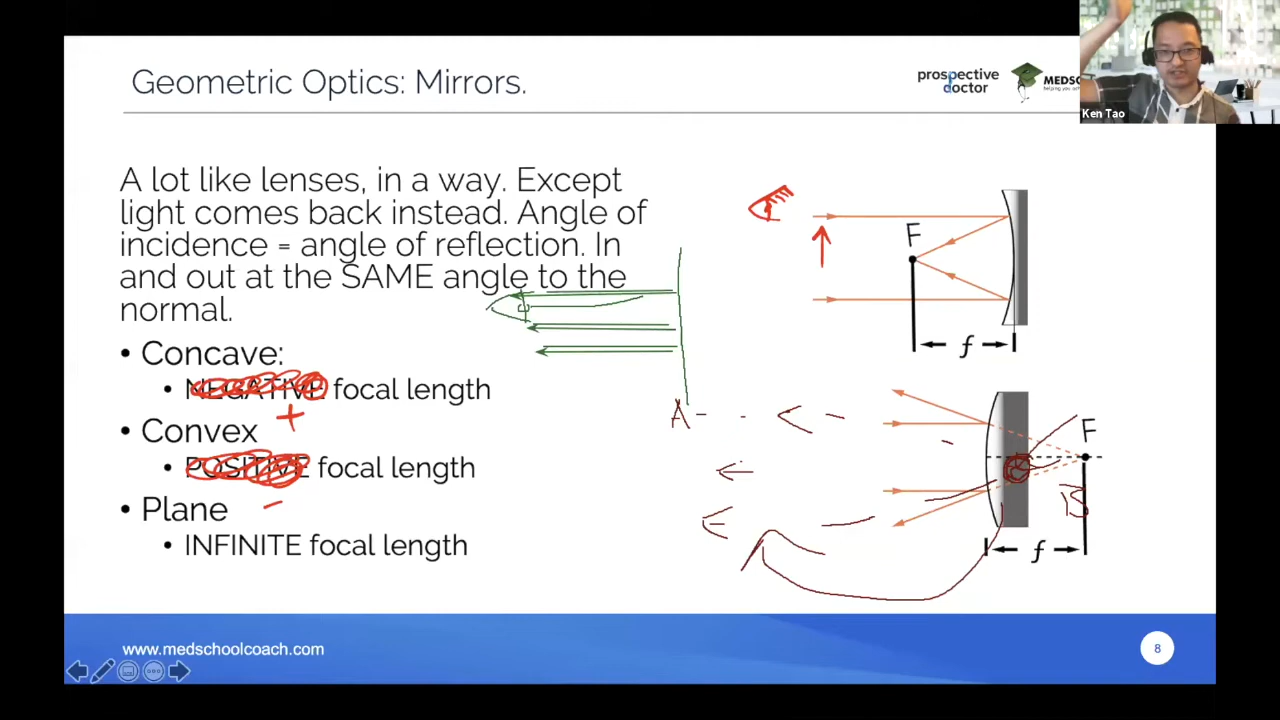 Geometric Optics: Mirrors.
prospective
doctor
Ken Tao
A lot like lenses, in a way. Except
light comes back instead. Angle of
incidence = angle of reflection. In
and out at the SAME angle to the
normal.
• Concave:
• NEGATIVE focal length
+
• Convex
• POSITIVE focal length
-
• Plane
• INFINITE focal length
F
f
A
F
B
f
www.medschoolcoach.com
8